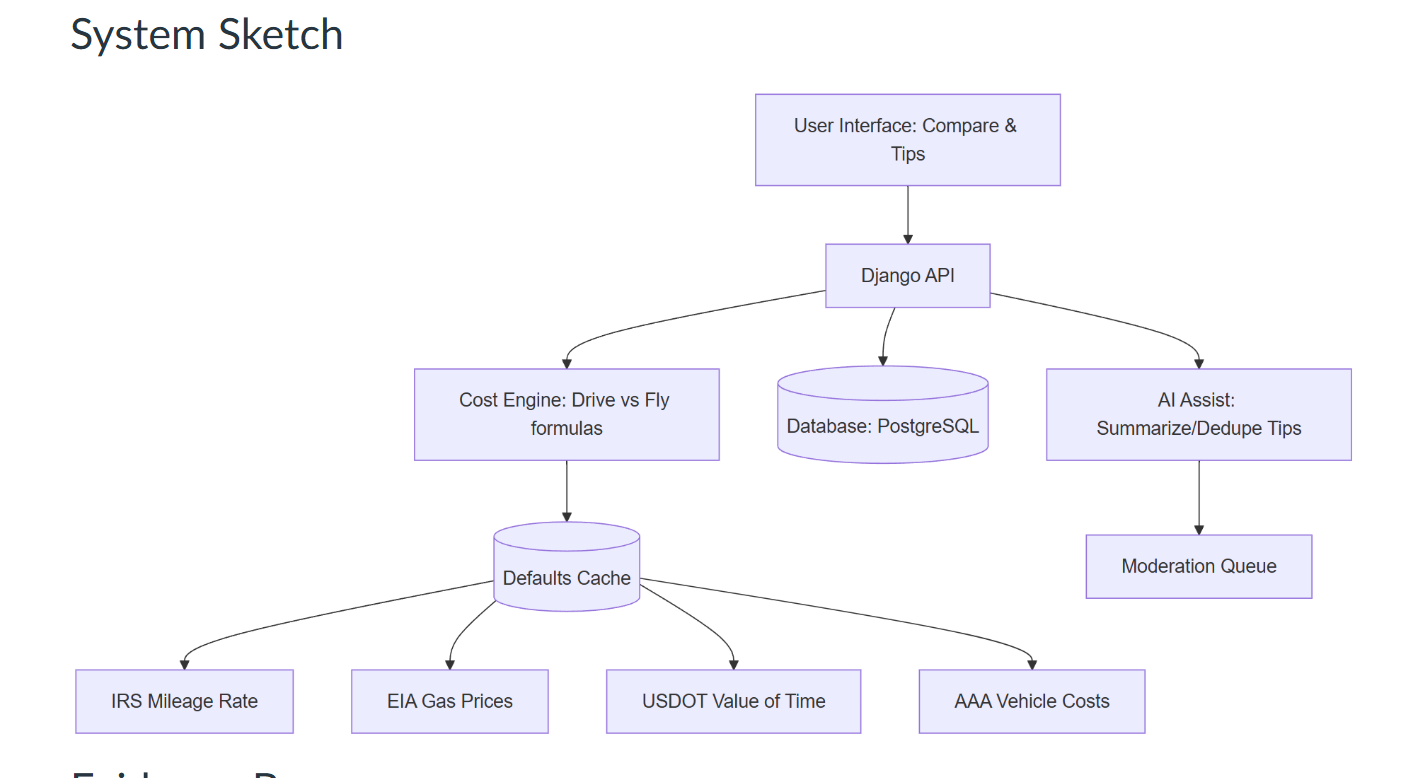 System Sketch
User Interface: Compare &
Tips
Django API
Cost Engine: Drive vs Fly
formulas
Database: PostgreSQL
AI Assist:
Summarize/Dedupe Tips
Defaults Cache
Moderation Queue
IRS Mileage Rate
EIA Gas Prices
USDOT Value of Time
AAA Vehicle Costs